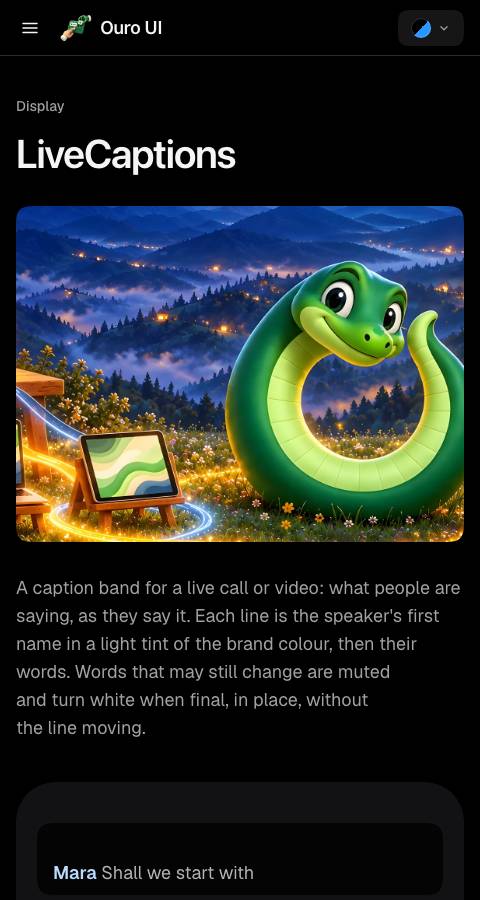 Ouro UI
Display
LiveCaptions
A caption band for a live call or video: what people are
saying, as they say it. Each line is the speaker's first
name in a light tint of the brand colour, then their
words. Words that may still change are muted
and turn white when final, in place, without
the line moving.
Mara Shall we start with